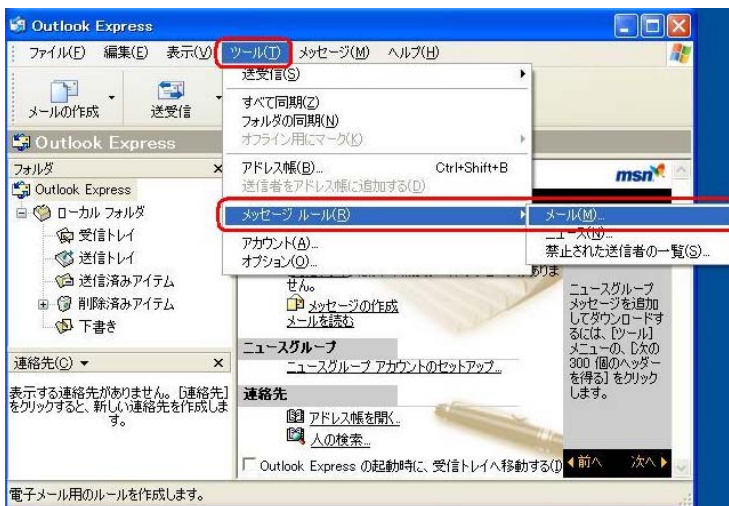 Outlook Express
ファイル(F) 編集(E) 表示(V) ツール(T) メッセージ(M) ヘルプ(H)
メールの作成 送受信
送受信(S)
すべて同期(Z)
フォルダの同期(N)
オフライン用にマーク(K)
アドレス帳(B)... Ctrl+Shift+B
送信者をアドレス帳に追加する(D)
メッセージ ルール(R)
アカウント(A)...
オプション(O)...
メール(M)...
ニュース(N)...
禁止された送信者の一覧(S)...
Outlook Express
フォルダ
Outlook Express
ローカル フォルダ
受信トレイ
送信トレイ
送信済みアイテム
削除済みアイテム
下書き
連絡先(C)
表示する連絡先がありません。[連絡先]
をクリックすると、新しい連絡先を作成しま
す。
msn
せん。
メッセージの作成
メールを読む
ニュースグループ
ニュースグループ アカウントのセットアップ...
連絡先
アドレス帳を開く...
人の検索...
Outlook Express の起動時に、受信トレイへ移動する(I)
ニュースグループ
メッセージを追加
してダウンロードす
るには、[ツール]
メニューの、[次の
300 個のヘッダー
を得る] をクリック
します。
前へ 次へ
電子メール用のルールを作成します。